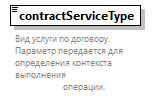 contractServiceType
Вид услуги по договору.
Параметр передается для
определения контекста
выполнения
операции.